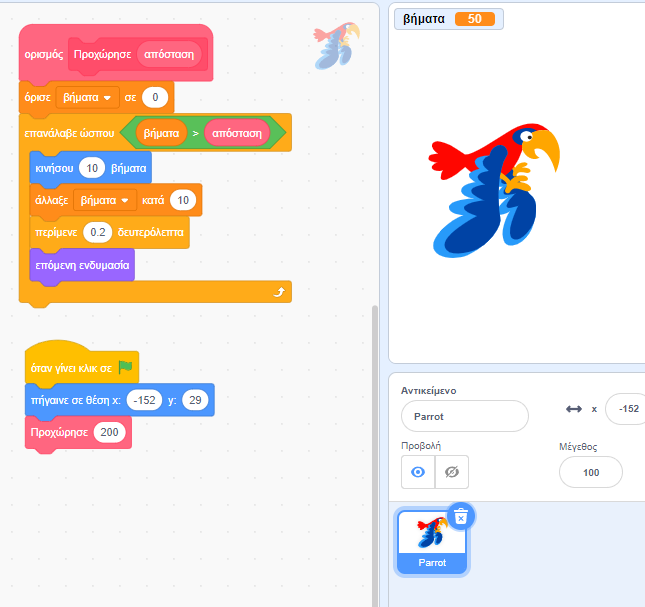 ορισμός Προχώρησε απόσταση
όρισε βήματα σε 0
επανάλαβε ώσπου βήματα > απόσταση
κινήσου 10 βήματα
άλλαξε βήματα κατά 10
περίμενε 0.2 δευτερόλεπτα
επόμενη ενδυμασία
όταν γίνει κλικ σε
πήγαινε σε θέση x: -152 y: 29
Προχώρησε 200
βήματα 50
Αντικείμενο
Parrot
x -152
Προβολή
Μέγεθος
100
Parrot